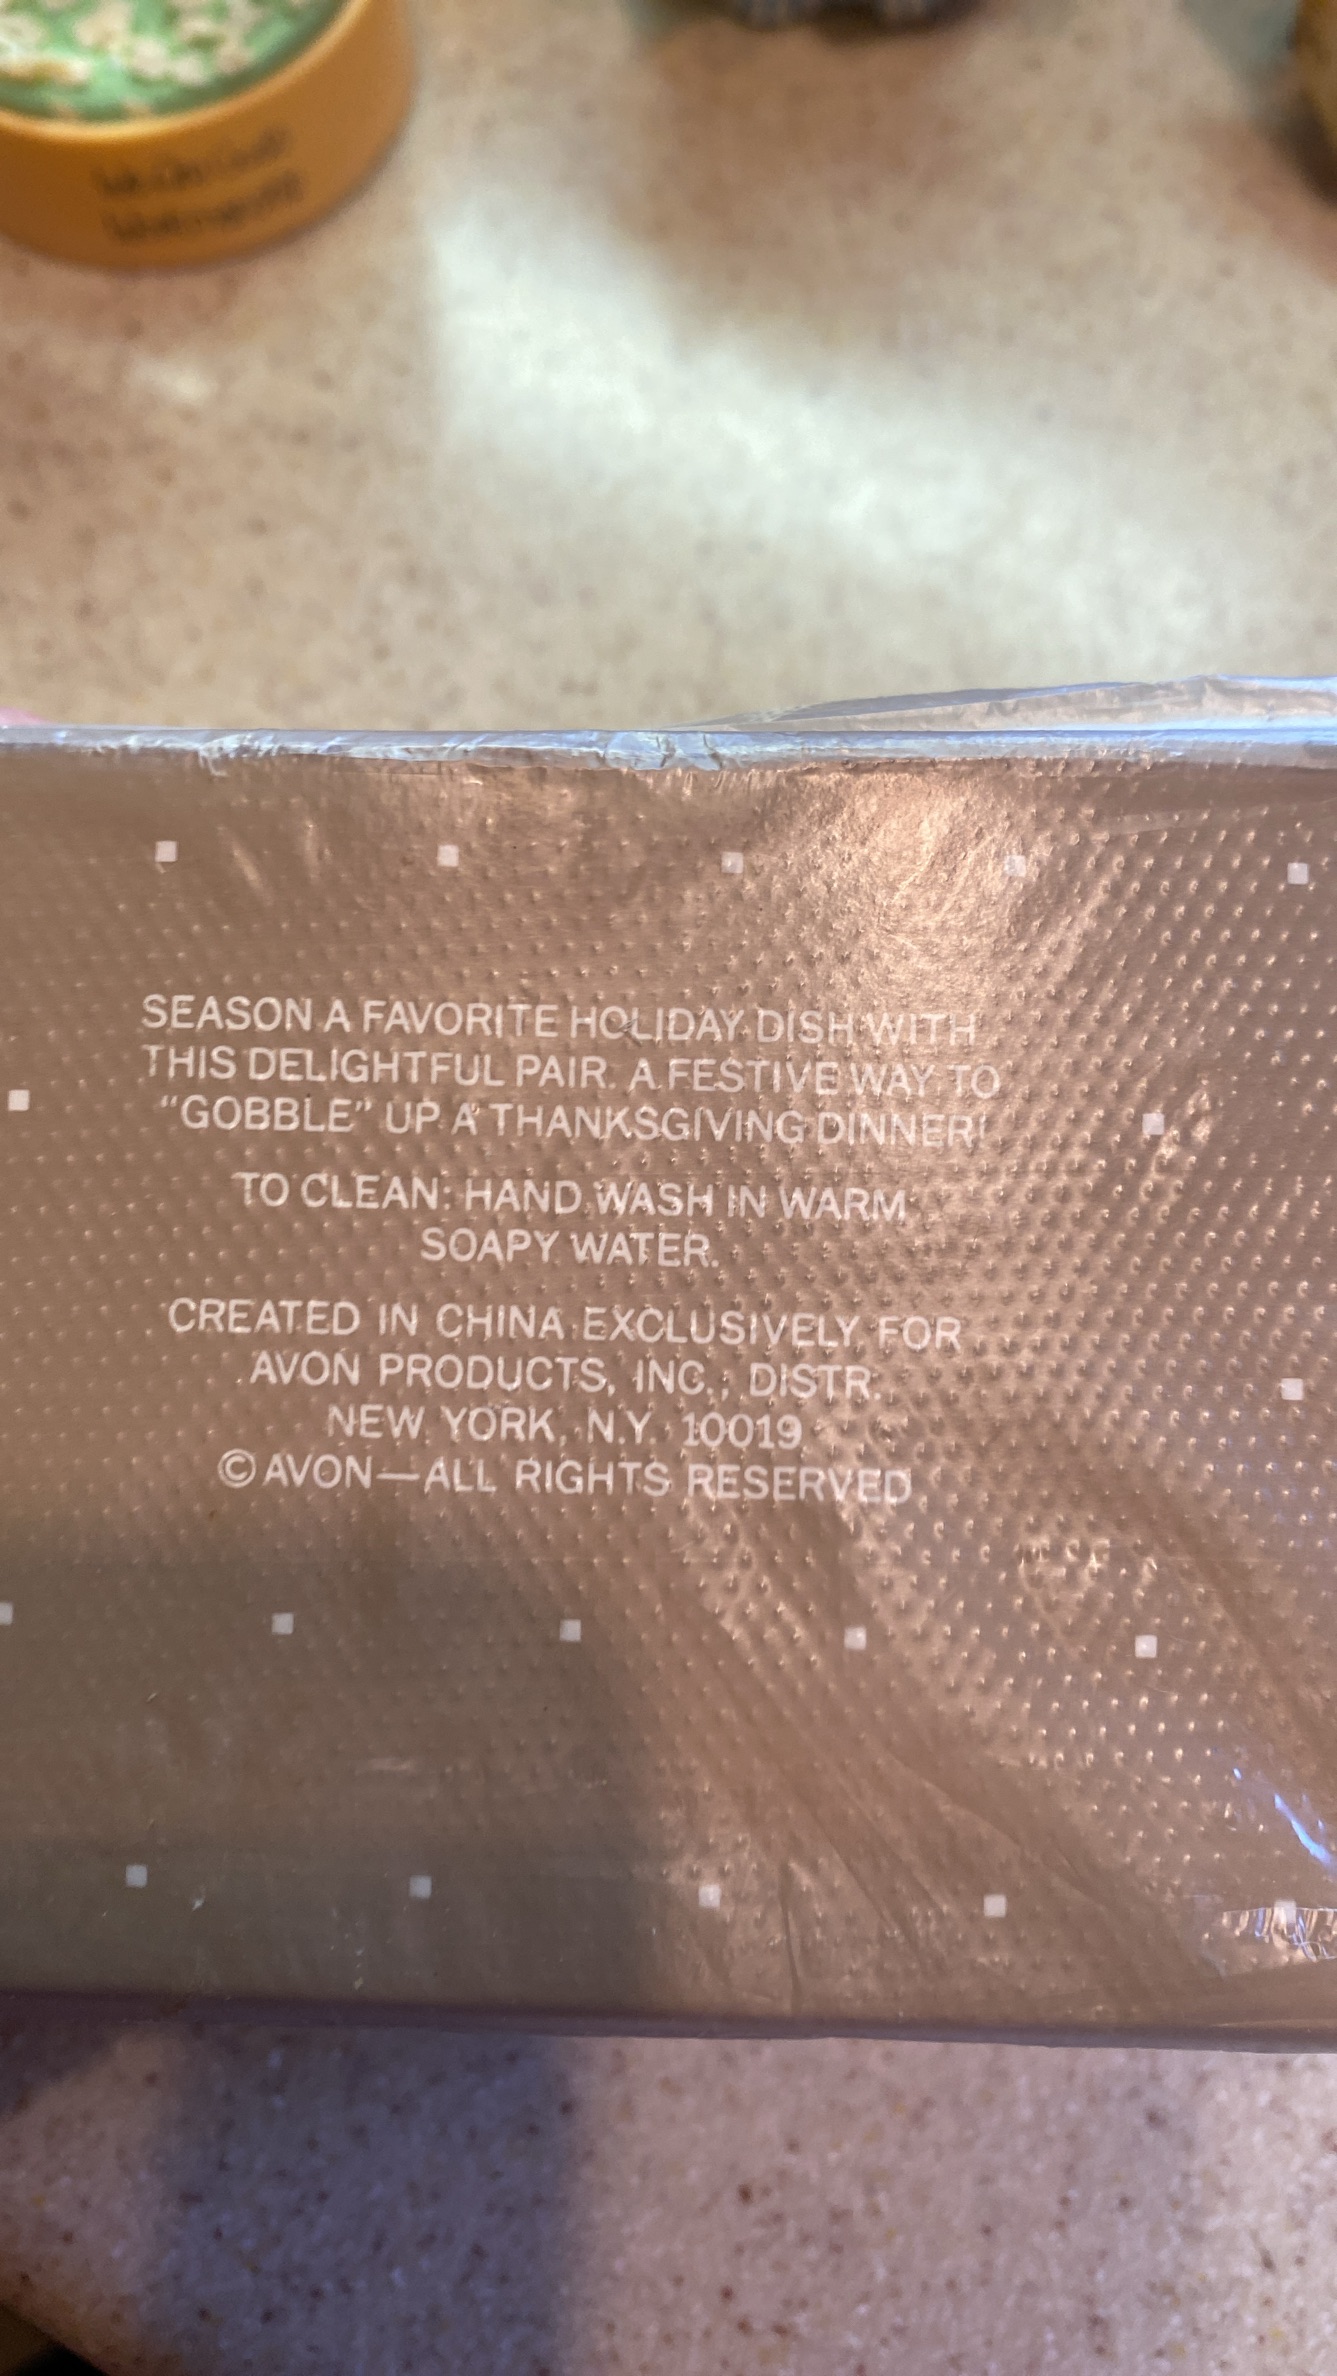 SEASON A FAVORITE HOLIDAY DISH WITH
THIS DELIGHTFUL PAIR. A FESTIVE WAY TO
“GOBBLE” UP A THANKSGIVING DINNER!
TO CLEAN: HAND WASH IN WARM
SOAPY WATER.
CREATED IN CHINA EXCLUSIVELY FOR
AVON PRODUCTS, INC., DISTR.
NEW YORK, N.Y. 10019
©AVON—ALL RIGHTS RESERVED